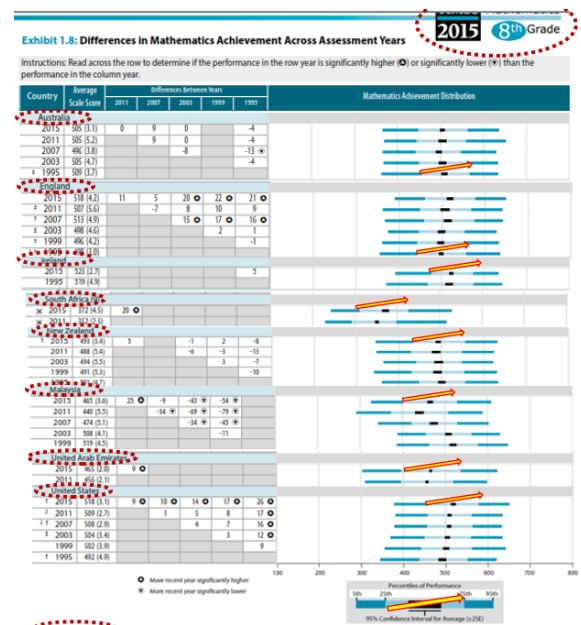 2015 8th Grade
Exhibit 1.8: Differences in Mathematics Achievement Across Assessment Years
Instructions: Read across the row to determine if the performance in the row year is significantly higher or significantly lower than the
performance in the column year.
Country Average Scale Score Differences Between Years Mathematics Achievement Distribution
2011 2007 2003 1999 1995
Australia
2015 505 (3.1) 0 9 0 -4
2011 505 (5.2) 9 0 -4
2007 496 (3.8) -8 -13
2003 505 (4.7) -4
1995 509 (3.7)
England
2015 518 (4.2) 11 5 20 22 21
2011 507 (5.6) -7 8 10 9
2007 513 (4.9) 15 17 16
2003 498 (4.6) 2 1
1999 496 (4.2) -1
1995 498 (3.0)
Ireland
2015 523 (2.7) 5
1995 519 (4.9)
South Africa
2015 372 (4.5) 20
2011 352 (2.5)
New Zealand
2015 493 (3.4) 5 -1 2 -8
2011 488 (5.4) -6 -3 -13
2003 494 (5.5) 3 -7
1999 491 (5.3) -10
Malaysia
2015 465 (3.6) 25 -9 -43 -54
2011 440 (5.5) -34 -69 -79
2007 474 (5.1) -34 -45
2003 508 (4.1) -11
1999 519 (4.5)
United Arab Emirates
2015 465 (2.0) 9
2011 456 (2.1)
United States
2015 518 (3.1) 9 10 14 17 26
2011 509 (2.7) 1 5 8 17
2007 508 (2.9) 4 7 16
2003 504 (3.4) 3 12
1999 502 (3.9) 9
1995 492 (4.9)
100 200 300 400 500 600 700 800
More recent year significantly higher
More recent year significantly lower
Percentiles of Performance
5th 25th 75th 95th
95% Confidence Interval for Average (±2SE)